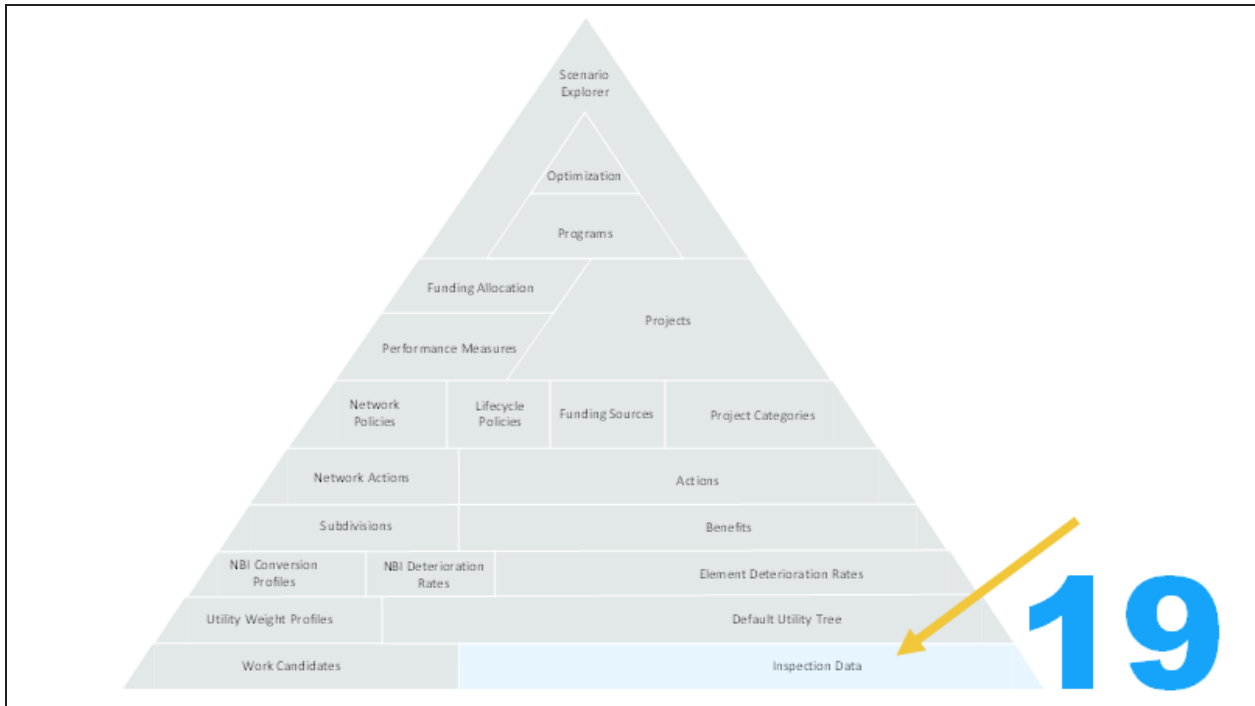 Scenario
Explorer
Optimization
Programs
Funding Allocation
Projects
Performance Measures
Network
Policies
Lifecycle
Policies
Funding Sources
Project Categories
Network Actions
Actions
Subdivisions
Benefits
NBI Conversion
Profiles
NBI Deterioration
Rates
Element Deterioration Rates
Utility Weight Profiles
Default Utility Tree
Work Candidates
Inspection Data
19